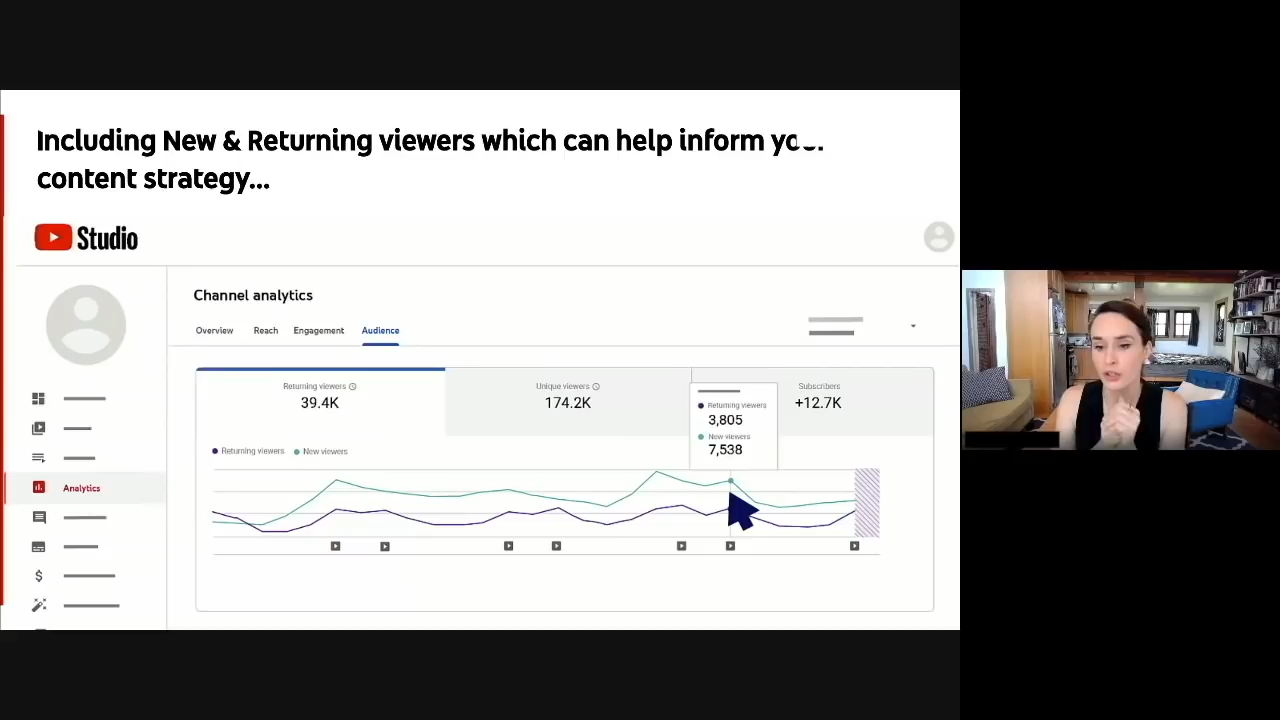 Including New & Returning viewers which can help inform your
content strategy...
Studio
Channel analytics
Overview Reach Engagement Audience
Returning viewers Unique viewers Subscribers
39.4K 174.2K +12.7K
Returning viewers
3,805
New viewers
7,538
Returning viewers New viewers
Analytics